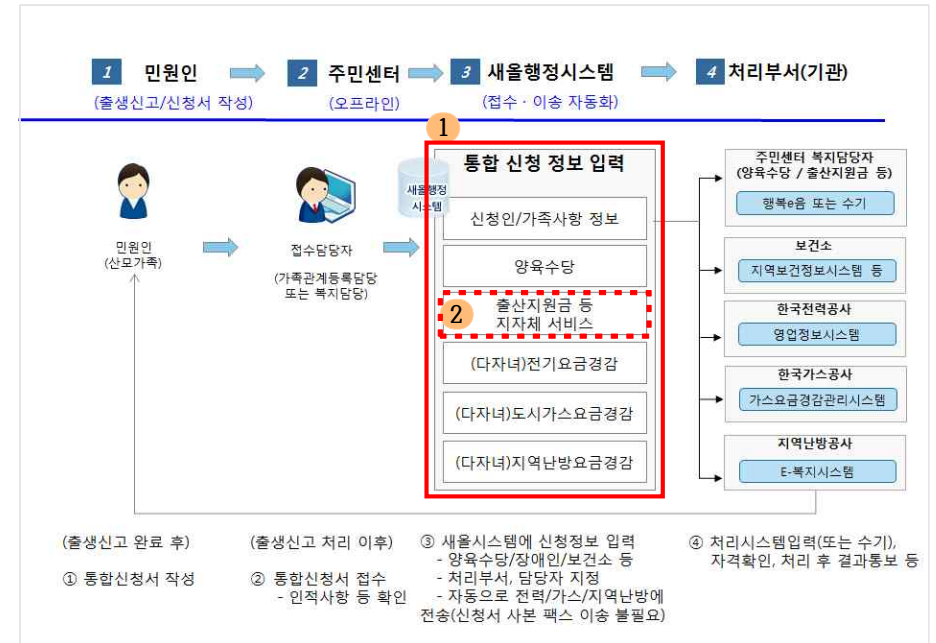 1 민원인
(출생신고/신청서 작성)
2 주민센터
(오프라인)
3 새올행정시스템
(접수 · 이송 자동화)
4 처리부서(기관)
1
새올행정
시스템
통합 신청 정보 입력
신청인/가족사항 정보
양육수당
2
출산지원금 등
지자체 서비스
(다자녀)전기요금경감
(다자녀)도시가스요금경감
(다자녀)지역난방요금경감
민원인
(산모가족)
접수담당자
(가족관계등록담당
또는 복지담당)
주민센터 복지담당자
(양육수당 / 출산지원금 등)
행복e음 또는 수기
보건소
지역보건정보시스템 등
한국전력공사
영업정보시스템
한국가스공사
가스요금경감관리시스템
지역난방공사
E-복지시스템
(출생신고 완료 후)
① 통합신청서 작성
(출생신고 처리 이후)
② 통합신청서 접수
- 인적사항 등 확인
③ 새올시스템에 신청정보 입력
- 양육수당/장애인/보건소 등
- 처리부서, 담당자 지정
- 자동으로 전력/가스/지역난방에
전송(신청서 사본 팩스 이송 불필요)
④ 처리시스템입력(또는 수기),
자격확인, 처리 후 결과통보 등